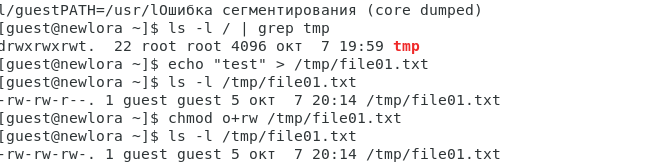 l/guestPATH=/usr/lОшибка сегментирования (core dumped)
[guest@newlora ~]$ ls -l / | grep tmp
drwxrwxrwt.  22 root root 4096 окт  7 19:59 tmp
[guest@newlora ~]$ echo "test" > /tmp/file01.txt
[guest@newlora ~]$ ls -l /tmp/file01.txt
-rw-rw-r--. 1 guest guest 5 окт  7 20:14 /tmp/file01.txt
[guest@newlora ~]$ chmod o+rw /tmp/file01.txt
[guest@newlora ~]$ ls -l /tmp/file01.txt
-rw-rw-rw-. 1 guest guest 5 окт  7 20:14 /tmp/file01.txt